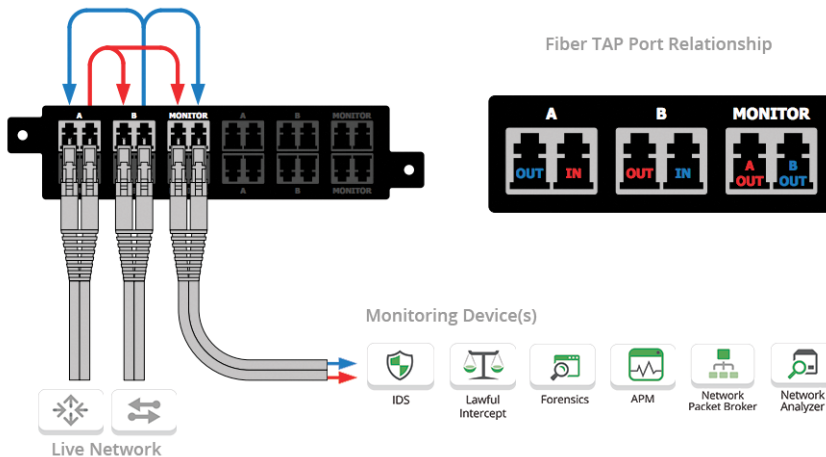 Fiber TAP Port Relationship
A B MONITOR A B MONITOR
A B MONITOR
A B MONITOR
OUT IN OUT IN A OUT B OUT
Monitoring Device(s)
IDS
Lawful
Intercept
Forensics
APM
Network
Packet Broker
Network
Analyzer
Live Network